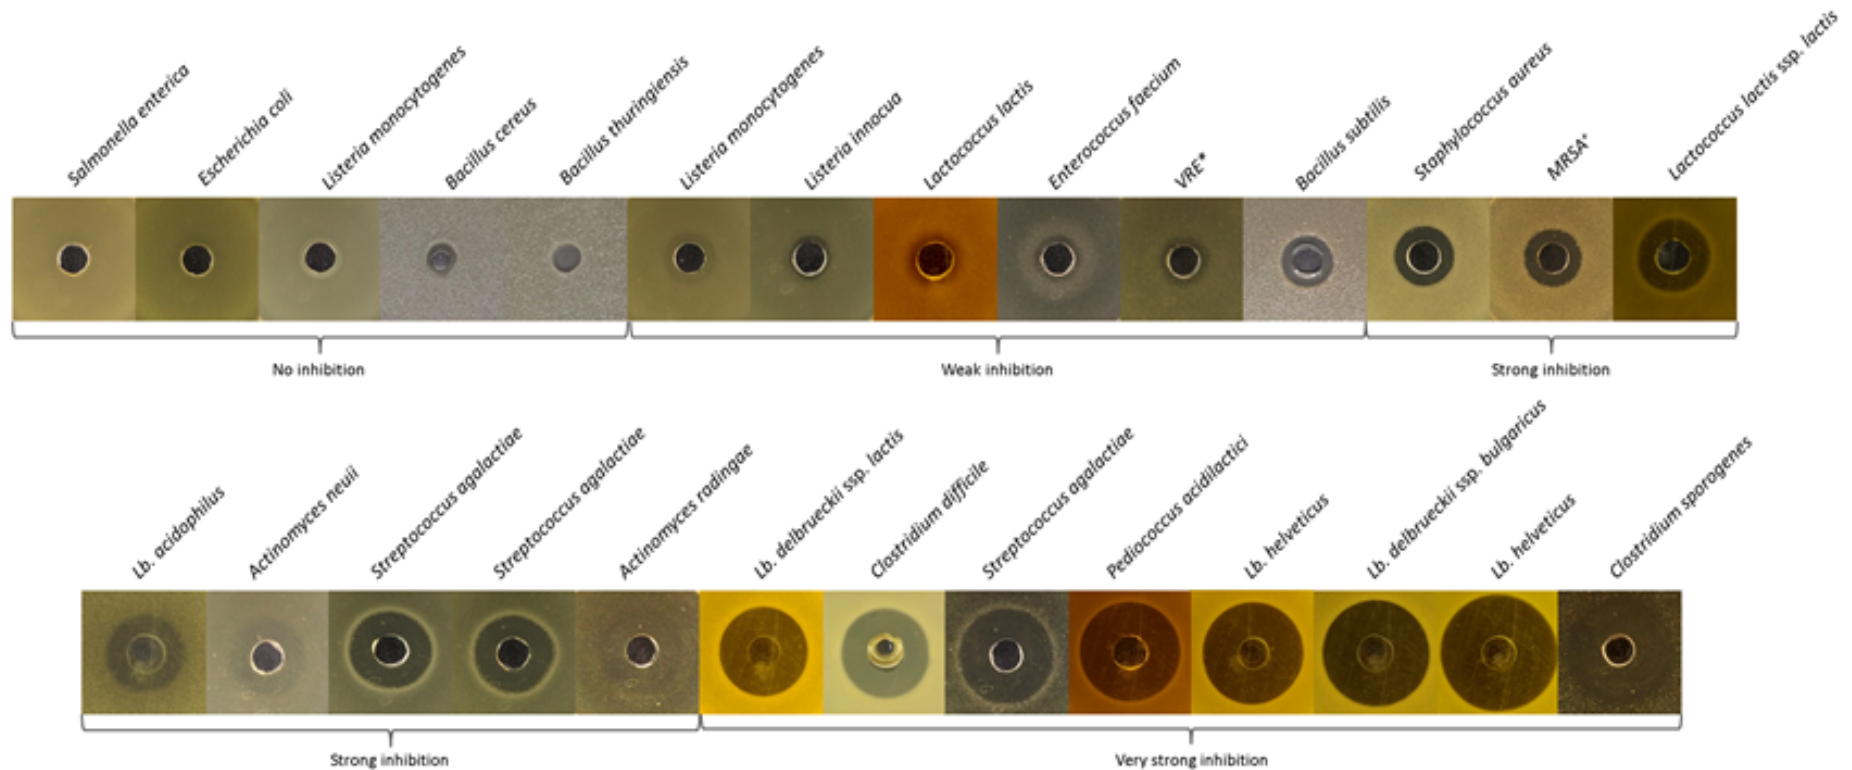 Salmonella enterica
Escherichia coli
Listeria monocytogenes
Bacillus cereus
Bacillus thuringiensis
Listeria monocytogenes
Listeria innocua
Lactococcus lactis
Enterococcus faecium
VRE*
Bacillus subtilis
Staphylococcus aureus
MRSA*
Lactococcus lactis ssp. lactis
No inhibition
Weak inhibition
Strong inhibition
Lb. acidophilus
Actinomyces neuii
Streptococcus agalactiae
Streptococcus agalactiae
Actinomyces radingae
Lb. delbrueckii ssp. lactis
Clostridium difficile
Streptococcus agalactiae
Pediococcus acidilactici
Lb. helveticus
Lb. delbrueckii ssp. bulgaricus
Lb. helveticus
Clostridium sporogenes
Strong inhibition
Very strong inhibition